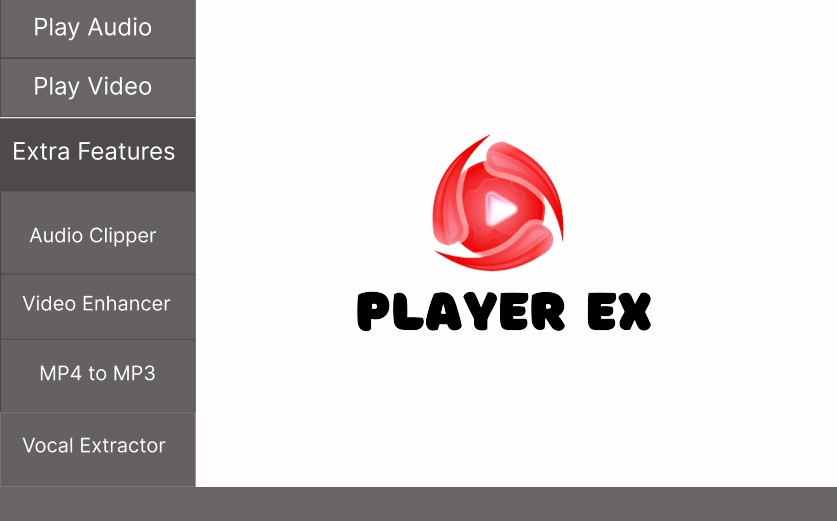 Play Audio
Play Video
Extra Features
Audio Clipper
Video Enhancer
MP4 to MP3
Vocal Extractor
PLAYER EX